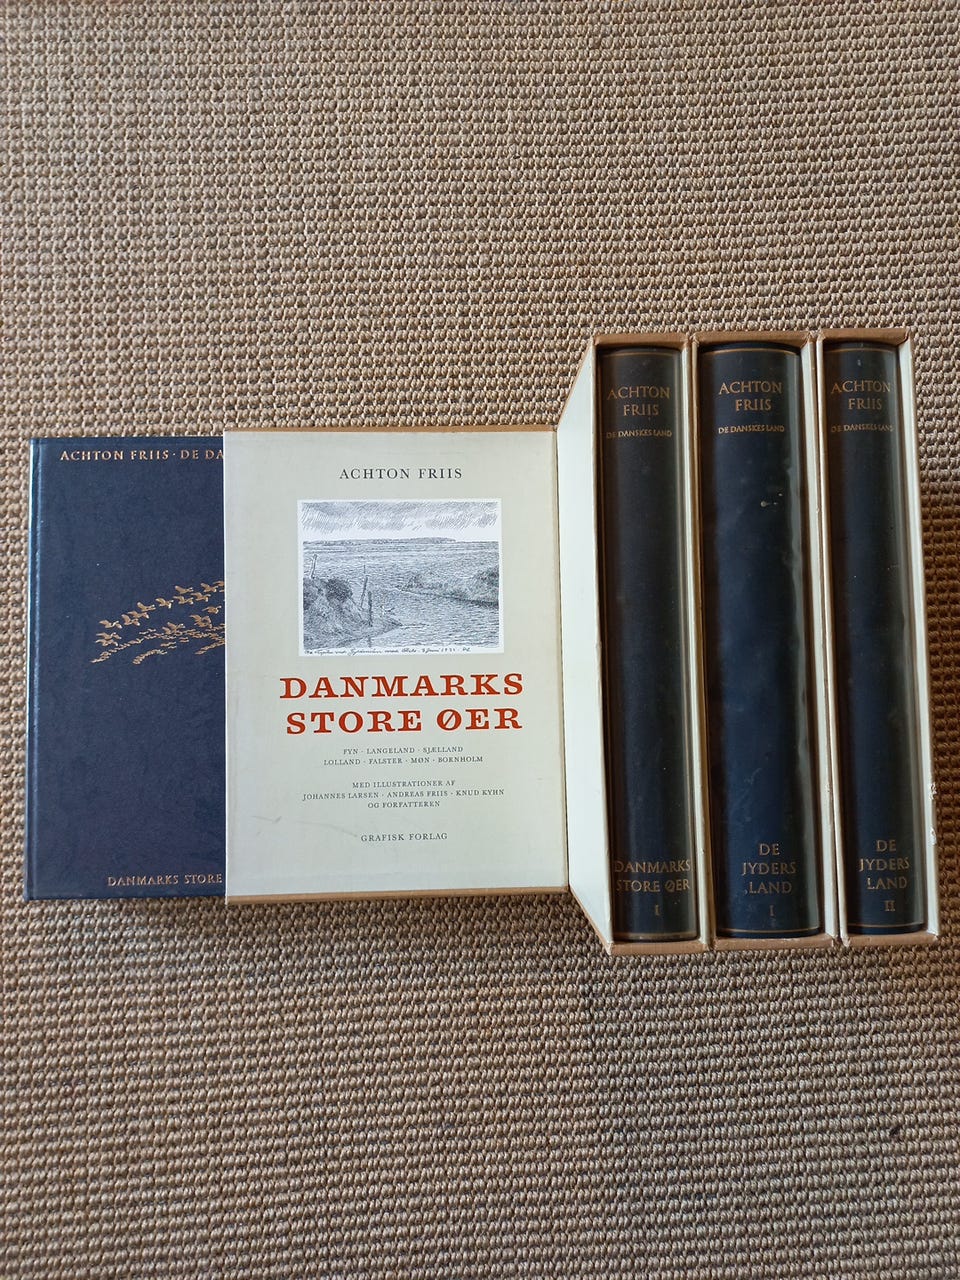 ACHTON FRIIS · DE DA
DANMARKS STORE
ACHTON FRIIS
DANMARKS
STORE ØER
FYN · LANGELAND · SJÆLLAND
LOLLAND · FALSTER · MØN · BORNHOLM
MED ILLUSTRATIONER AF
JOHANNES LARSEN · ANDREAS FRIIS · KNUD KYHN
OG FORFATTEREN
GRAFISK FORLAG
ACHTON
FRIIS
DE DANSKES LAND
DANMARKS
STORE ØER
I
ACHTON
FRIIS
DE DANSKES LAND
DE
JYDERS
LAND
I
ACHTON
FRIIS
DE DANSKES LAND
DE
JYDERS
LAND
II